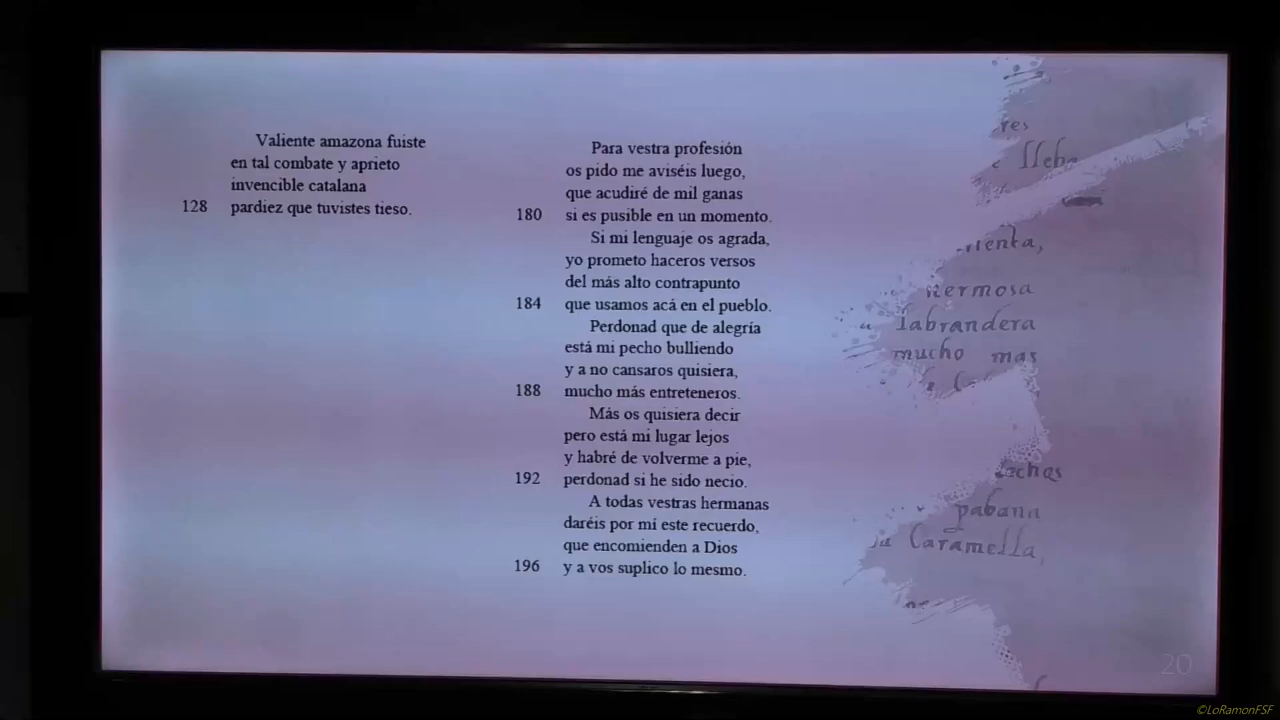 Valiente amazona fuiste
en tal combate y aprieto
invencible catalana
128 pardiez que tuvistes tieso.
Para vestra profesión
os pido me aviséis luego,
que acudiré de mil ganas
180 si es pusible en un momento.
Si mi lenguaje os agrada,
yo prometo haceros versos
del más alto contrapunto
184 que usamos acá en el pueblo.
Perdonad que de alegría
está mi pecho bulliendo
y a no cansaros quisiera,
188 mucho más entreteneros.
Más os quisiera decir
pero está mi lugar lejos
y habré de volverme a pie,
192 perdonad si he sido necio.
A todas vestras hermanas
daréis por mí este recuerdo,
que encomienden a Dios
196 y a vos suplico lo mesmo.
res
lleba
hermosa
labrandera
mucho mas
pabana
Caramella,
20
©LoRamonFSF